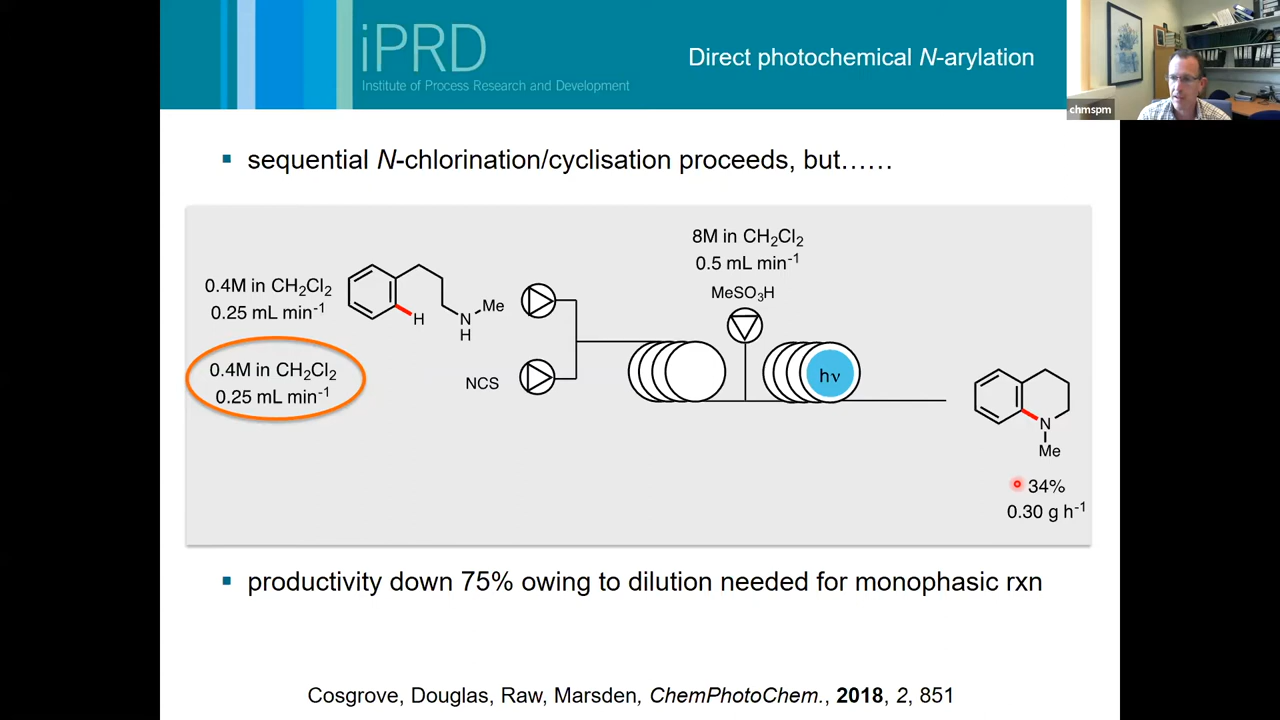 iPRD
Institute of Process Research and Development
Direct photochemical N-arylation
chmspm
▪ sequential N-chlorination/cyclisation proceeds, but……
0.4M in CH₂Cl₂
0.25 mL min⁻¹
H
N
H
Me
0.4M in CH₂Cl₂
0.25 mL min⁻¹
NCS
8M in CH₂Cl₂
0.5 mL min⁻¹
MeSO₃H
hν
N
Me
34%
0.30 g h⁻¹
▪ productivity down 75% owing to dilution needed for monophasic rxn
Cosgrove, Douglas, Raw, Marsden, ChemPhotoChem., 2018, 2, 851